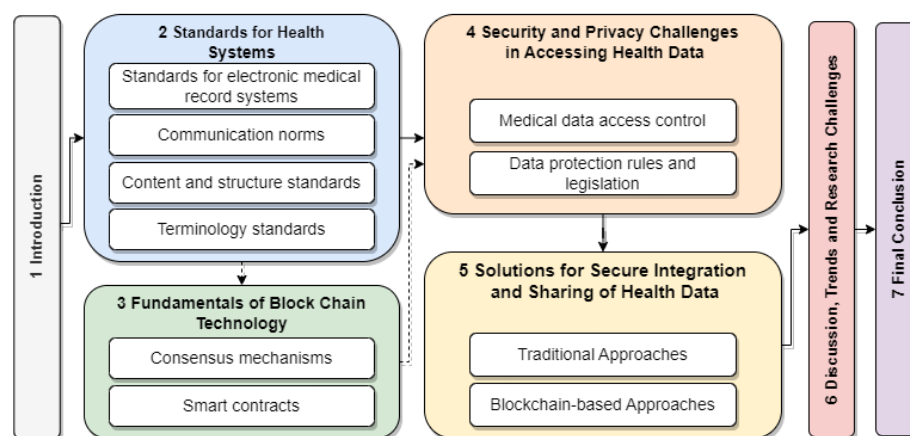 1 Introduction
2 Standards for Health
Systems
Standards for electronic medical
record systems
Communication norms
Content and structure standards
Terminology standards
3 Fundamentals of Block Chain
Technology
Consensus mechanisms
Smart contracts
4 Security and Privacy Challenges
in Accessing Health Data
Medical data access control
Data protection rules and
legislation
5 Solutions for Secure Integration
and Sharing of Health Data
Traditional Approaches
Blockchain-based Approaches
6 Discussion, Trends and Research Challenges
7 Final Conclusion